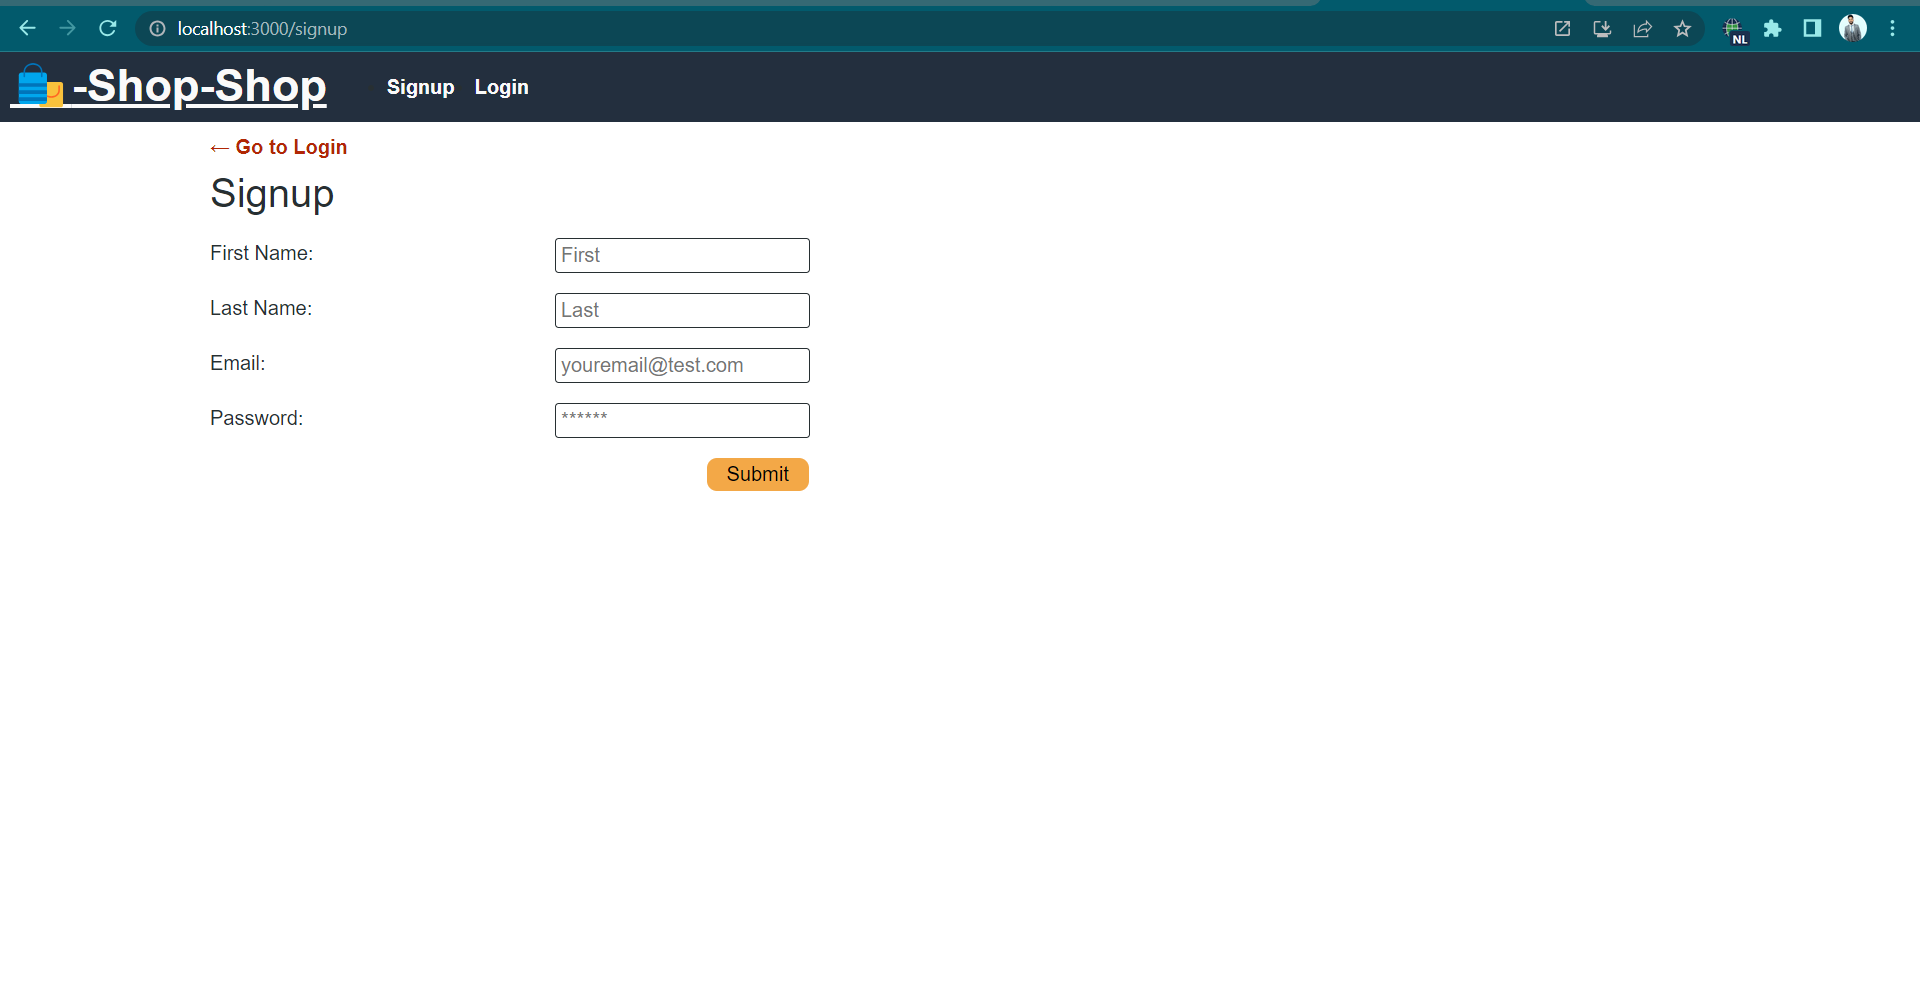 localhost:3000/signup
NL
-Shop-Shop
Signup Login
← Go to Login
Signup
First Name:
First
Last Name:
Last
Email:
youremail@test.com
Password:
******
Submit